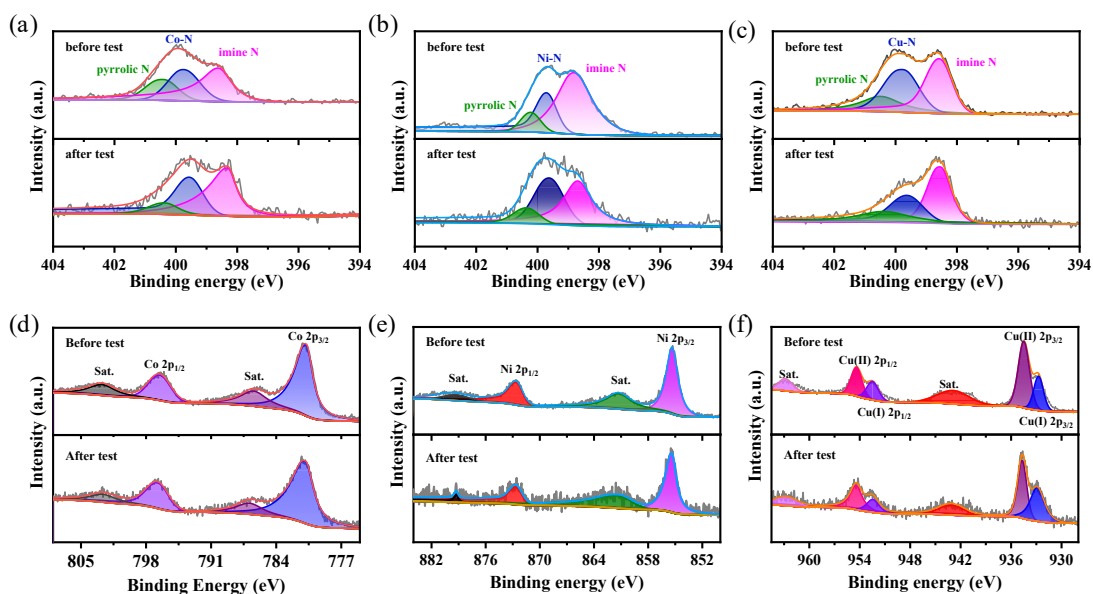 (a)
before test
Co-N
imine N
pyrrolic N
after test
Intensity (a.u.)
404 402 400 398 396 394
Binding energy (eV)
(b)
before test
Ni-N
imine N
pyrrolic N
after test
Intensity (a.u.)
404 402 400 398 396 394
Binding energy (eV)
(c)
before test
Cu-N
imine N
pyrrolic N
after test
Intensity (a.u.)
404 402 400 398 396 394
Binding energy (eV)
(d)
Before test
Co 2p3/2
Co 2p1/2
Sat.
Sat.
After test
Intensity (a.u.)
805 798 791 784 777
Binding Energy (eV)
(e)
Before test
Ni 2p3/2
Ni 2p1/2
Sat.
Sat.
After test
Intensity (a.u.)
882 876 870 864 858 852
Binding energy (eV)
(f)
Before test
Cu(II) 2p3/2
Cu(II) 2p1/2
Sat.
Sat.
Cu(I) 2p1/2
Cu(I) 2p3/2
After test
Intensity (a.u.)
960 954 948 942 936 930
Binding energy (eV)